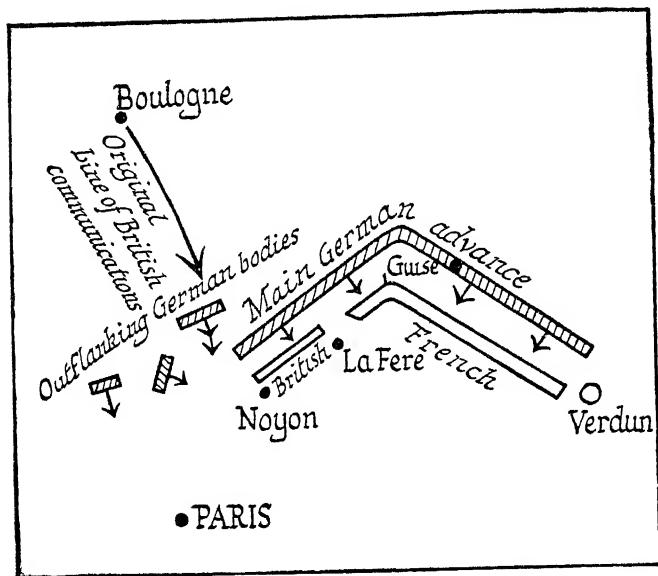 Boulogne
Original
Line of British
communications
Outflanking German bodies
Main German advance
Guise
British
La Feré
French
Noyon
Verdun
PARIS